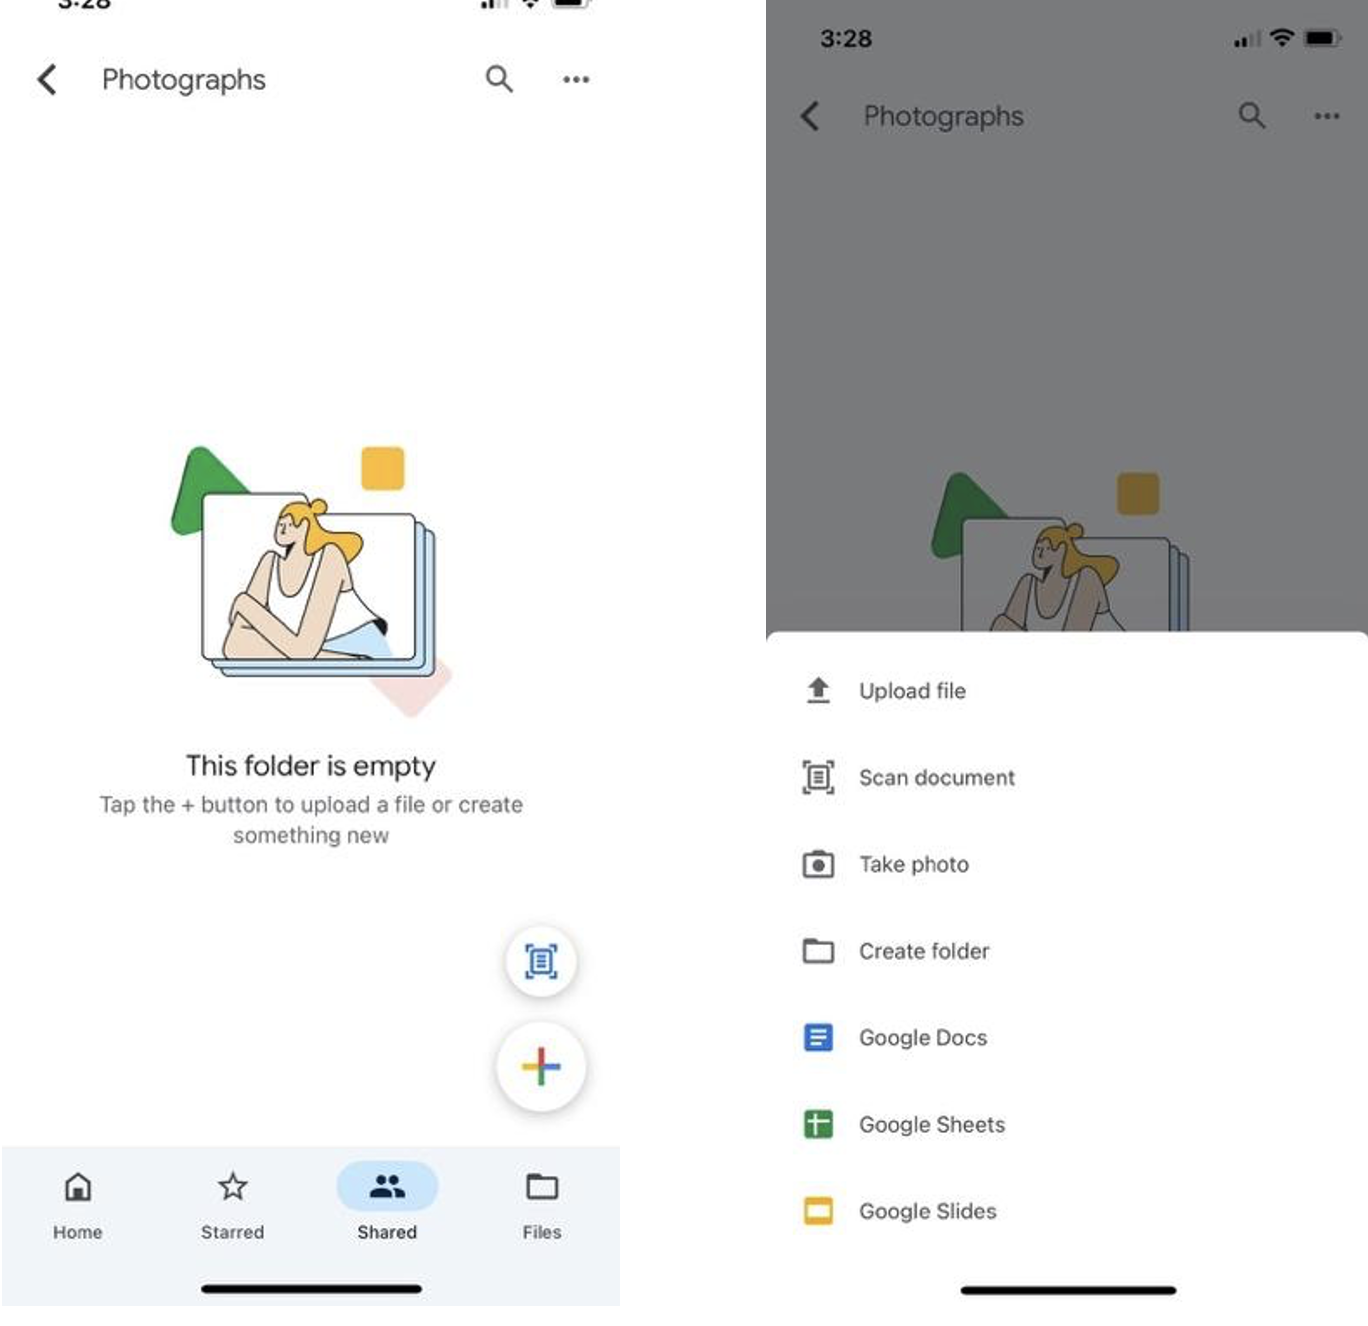 3:28
Photographs
This folder is empty
Tap the + button to upload a file or create
something new
Home
Starred
Shared
Files
3:28
Photographs
Upload file
Scan document
Take photo
Create folder
Google Docs
Google Sheets
Google Slides